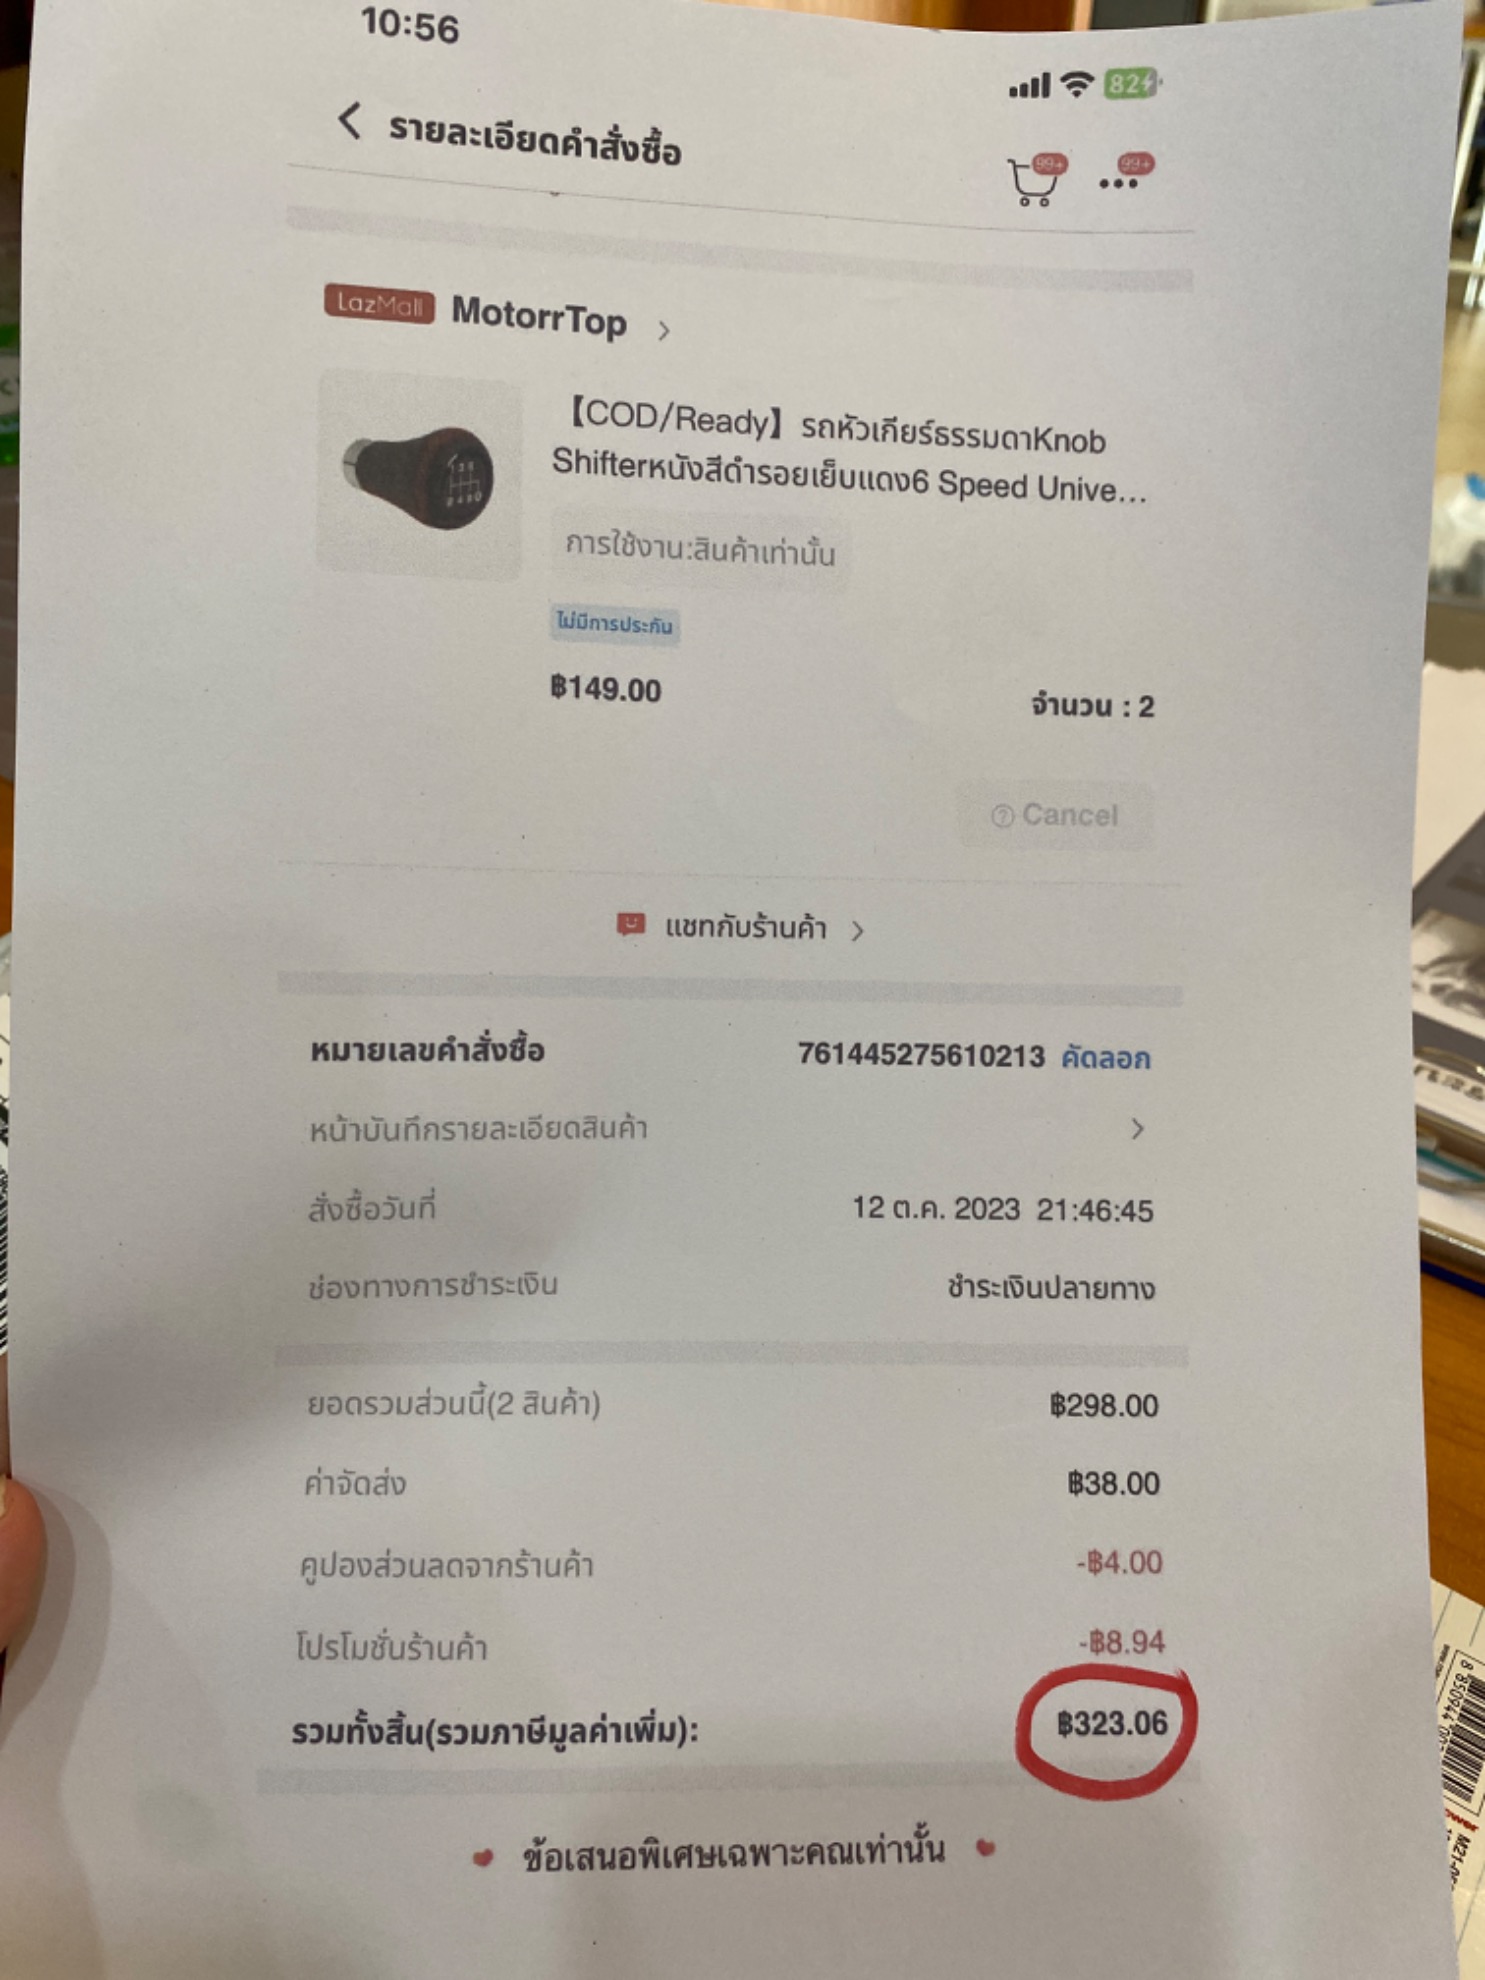 10:56
82
รายละเอียดคำสั่งซื้อ
99+ 99+
LazMall MotorrTop
【COD/Ready】รถหัวเกียร์ธรรมดาKnob
Shifterหนังสีดำรอยเย็บแดง6 Speed Unive...
การใช้งาน:สินค้าเท่านั้น
ไม่มีการประกัน
฿149.00 จำนวน : 2
Cancel
แชทกับร้านค้า
หมายเลขคำสั่งซื้อ 761445275610213 คัดลอก
หน้าบันทึกรายละเอียดสินค้า
สั่งซื้อวันที่ 12 ต.ค. 2023 21:46:45
ช่องทางการชำระเงิน ชำระเงินปลายทาง
ยอดรวมส่วนนี้(2 สินค้า) ฿298.00
ค่าจัดส่ง ฿38.00
คูปองส่วนลดจากร้านค้า -฿4.00
โปรโมชั่นร้านค้า -฿8.94
รวมทั้งสิ้น(รวมภาษีมูลค่าเพิ่ม): ฿323.06
ข้อเสนอพิเศษเฉพาะคุณเท่านั้น